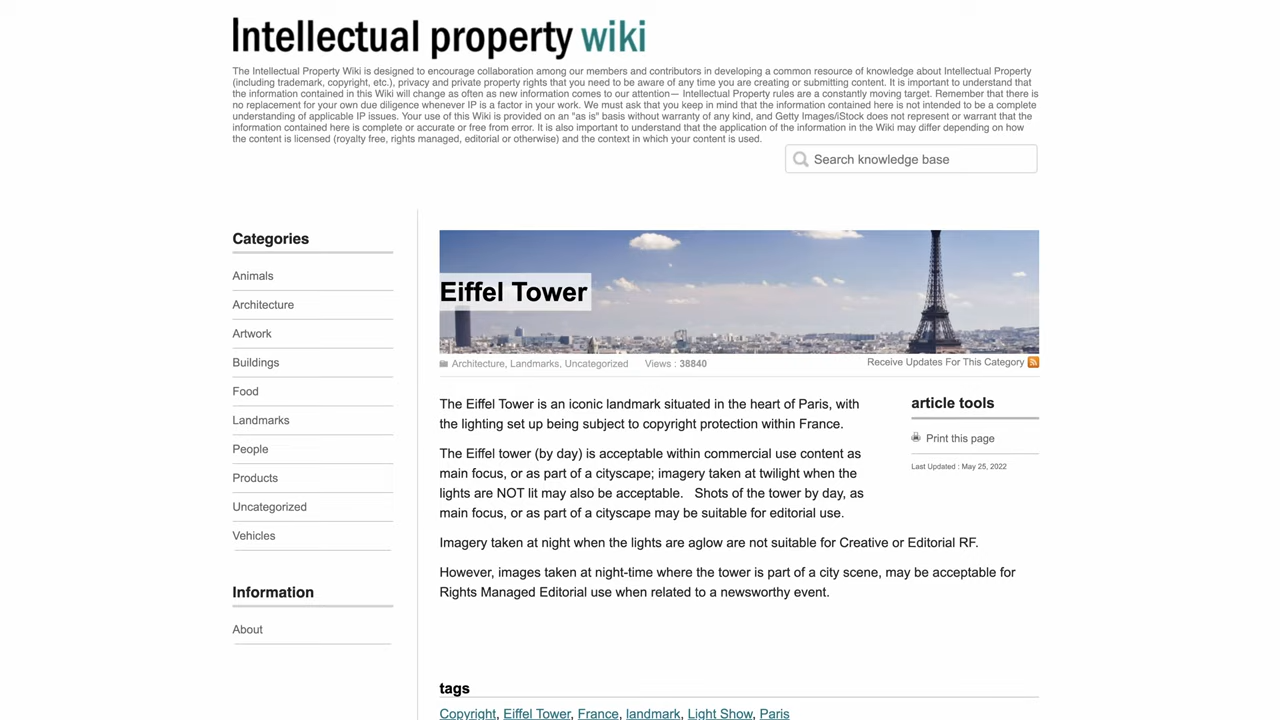 Intellectual property wiki
The Intellectual Property Wiki is designed to encourage collaboration among our members and contributors in developing a common resource of knowledge about Intellectual Property
(including trademark, copyright, etc.), privacy and private property rights that you need to be aware of any time you are creating or submitting content. It is important to understand that
the information contained in this Wiki will change as often as new information comes to our attention— Intellectual Property rules are a constantly moving target. Remember that there is
no replacement for your own due diligence whenever IP is a factor in your work. We must ask that you keep in mind that the information contained here is not intended to be a complete
understanding of applicable IP issues. Your use of this Wiki is provided on an "as is" basis without warranty of any kind, and Getty Images/iStock does not represent or warrant that the
information contained here is complete or accurate or free from error. It is also important to understand that the application of the information in the Wiki may differ depending on how
the content is licensed (royalty free, rights managed, editorial or otherwise) and the context in which your content is used.
Search knowledge base
Categories
Animals
Architecture
Artwork
Buildings
Food
Landmarks
People
Products
Uncategorized
Vehicles
Information
About
Eiffel Tower
Architecture, Landmarks, Uncategorized Views : 38840
Receive Updates For This Category
The Eiffel Tower is an iconic landmark situated in the heart of Paris, with
the lighting set up being subject to copyright protection within France.
The Eiffel tower (by day) is acceptable within commercial use content as
main focus, or as part of a cityscape; imagery taken at twilight when the
lights are NOT lit may also be acceptable. Shots of the tower by day, as
main focus, or as part of a cityscape may be suitable for editorial use.
Imagery taken at night when the lights are aglow are not suitable for Creative or Editorial RF.
However, images taken at night-time where the tower is part of a city scene, may be acceptable for
Rights Managed Editorial use when related to a newsworthy event.
article tools
Print this page
Last Updated : May 25, 2022
tags
Copyright, Eiffel Tower, France, landmark, Light Show, Paris